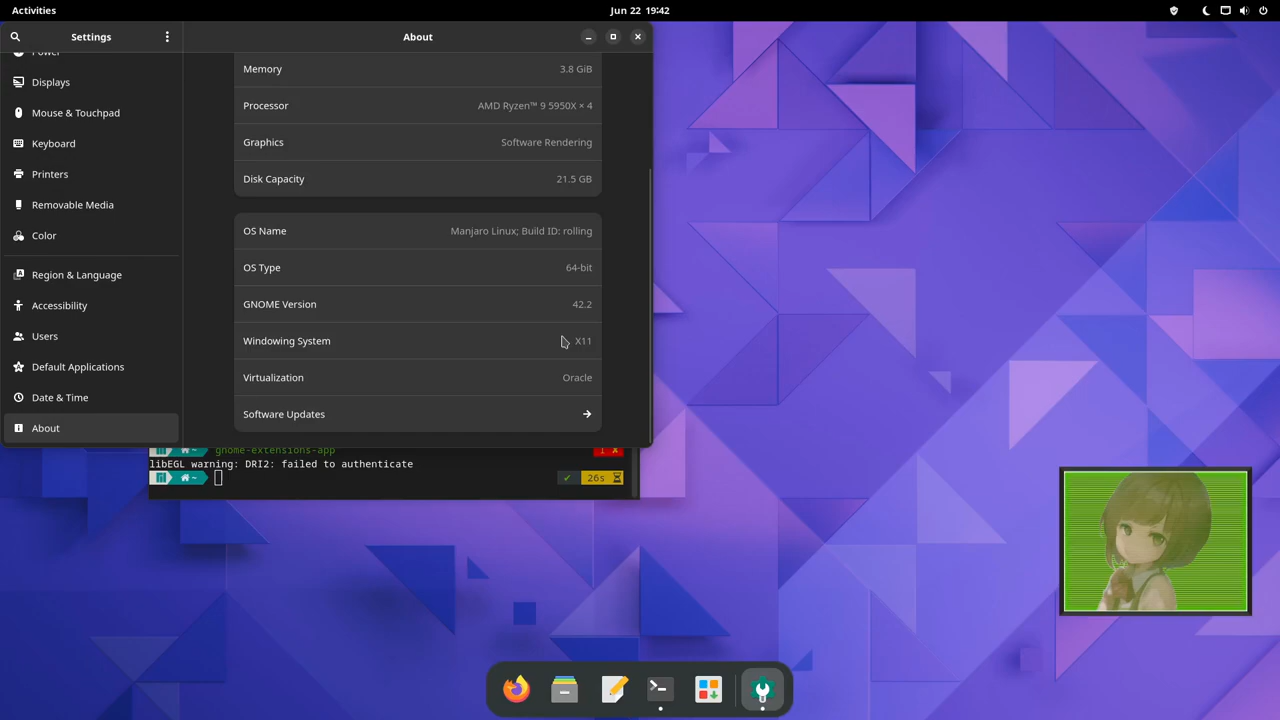 Activities
Jun 22 19:42
Settings
About
Power
Displays
Mouse & Touchpad
Keyboard
Printers
Removable Media
Color
Region & Language
Accessibility
Users
Default Applications
Date & Time
About
Memory 3.8 GiB
Processor AMD Ryzen™ 9 5950X × 4
Graphics Software Rendering
Disk Capacity 21.5 GB
OS Name Manjaro Linux; Build ID: rolling
OS Type 64-bit
GNOME Version 42.2
Windowing System X11
Virtualization Oracle
Software Updates
~ gnome-extensions-app 1 ✘
libEGL warning: DRI2: failed to authenticate
~ ✔ 26s